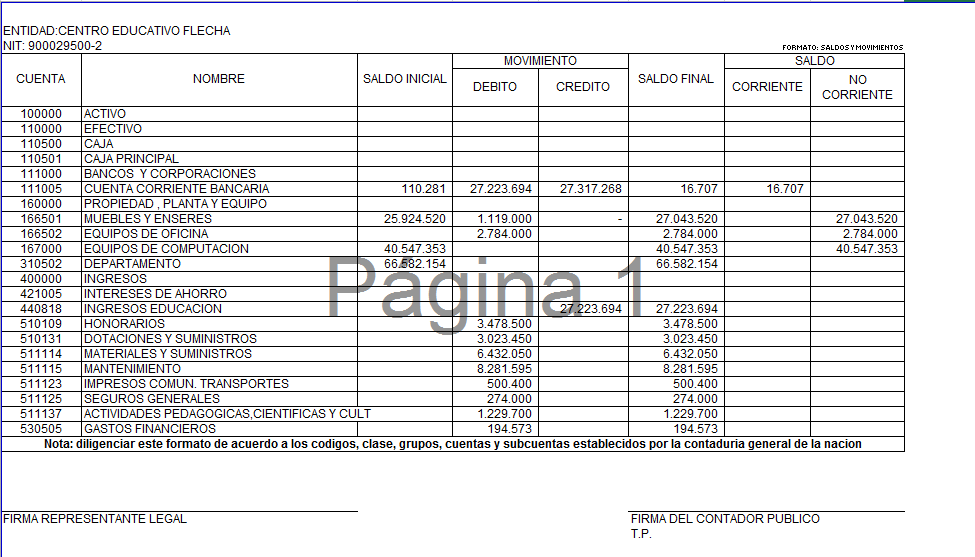 ENTIDAD:CENTRO EDUCATIVO FLECHA
NIT: 900029500-2
FORMATO: SALDOS Y MOVIMIENTOS
CUENTA NOMBRE SALDO INICIAL MOVIMIENTO SALDO FINAL SALDO
DEBITO CREDITO CORRIENTE NO CORRIENTE
100000 ACTIVO
110000 EFECTIVO
110500 CAJA
110501 CAJA PRINCIPAL
111000 BANCOS Y CORPORACIONES
111005 CUENTA CORRIENTE BANCARIA 110.281 27.223.694 27.317.268 16.707 16.707
160000 PROPIEDAD , PLANTA Y EQUIPO
166501 MUEBLES Y ENSERES 25.924.520 1.119.000 - 27.043.520 27.043.520
166502 EQUIPOS DE OFICINA 2.784.000 2.784.000 2.784.000
167000 EQUIPOS DE COMPUTACION 40.547.353 40.547.353 40.547.353
310502 DEPARTAMENTO 66.582.154 66.582.154
400000 INGRESOS
421005 INTERESES DE AHORRO
440818 INGRESOS EDUCACION 27.223.694 27.223.694
510109 HONORARIOS 3.478.500 3.478.500
510131 DOTACIONES Y SUMINISTROS 3.023.450 3.023.450
511114 MATERIALES Y SUMINISTROS 6.432.050 6.432.050
511115 MANTENIMIENTO 8.281.595 8.281.595
511123 IMPRESOS COMUN. TRANSPORTES 500.400 500.400
511125 SEGUROS GENERALES 274.000 274.000
511137 ACTIVIDADES PEDAGOGICAS,CIENTIFICAS Y CULT 1.229.700 1.229.700
530505 GASTOS FINANCIEROS 194.573 194.573
Nota: diligenciar este formato de acuerdo a los codigos, clase, grupos, cuentas y subcuentas establecidos por la contaduria general de la nacion
Pagina 1
FIRMA REPRESENTANTE LEGAL FIRMA DEL CONTADOR PUBLICO
T.P.